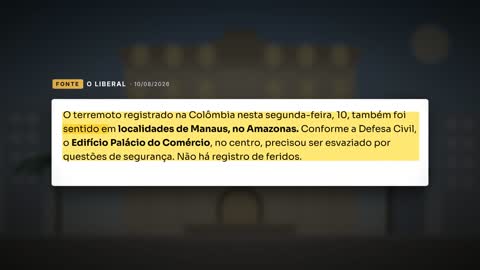 FONTE O LIBERAL · 10/08/2026
O terremoto registrado na Colômbia nesta segunda-feira, 10, também foi
sentido em localidades de Manaus, no Amazonas. Conforme a Defesa Civil,
o Edifício Palácio do Comércio, no centro, precisou ser esvaziado por
questões de segurança. Não há registro de feridos.